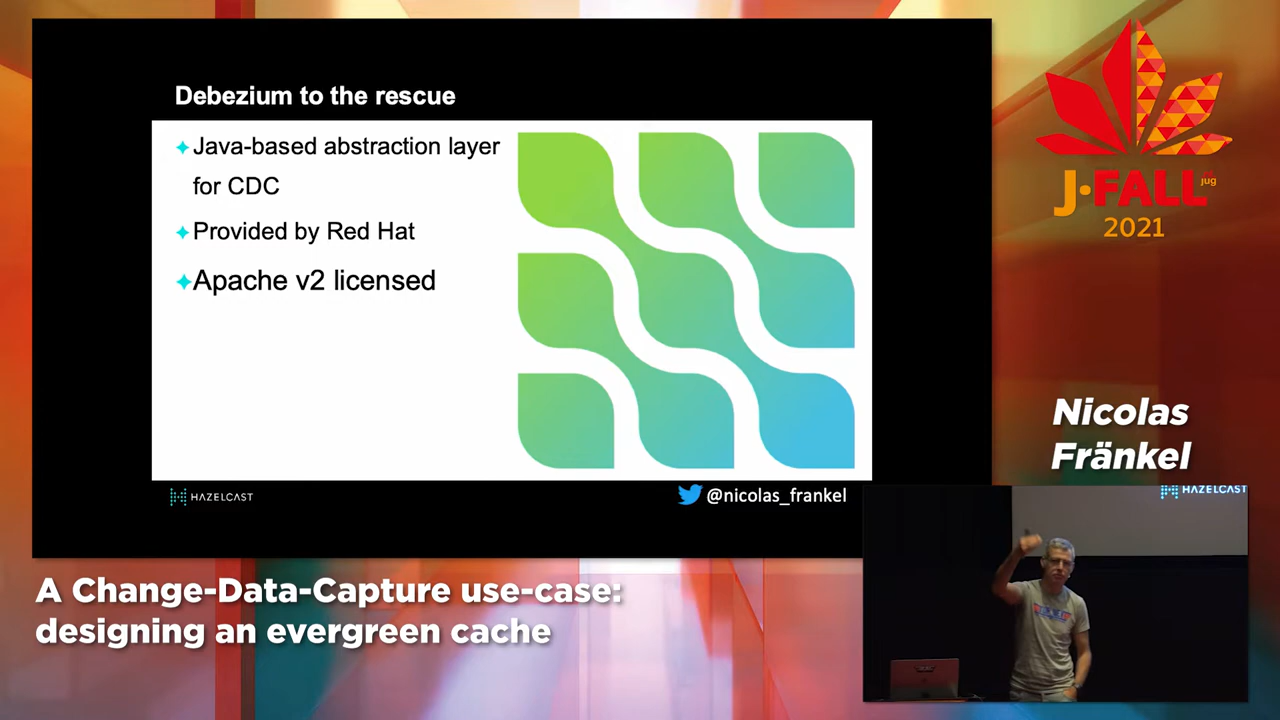 Debezium to the rescue
Java-based abstraction layer
for CDC
Provided by Red Hat
Apache v2 licensed
HAZELCAST
@nicolas_frankel
J•FALL
jug
2021
Nicolas
Fränkel
HAZELCAST
A Change-Data-Capture use-case:
designing an evergreen cache